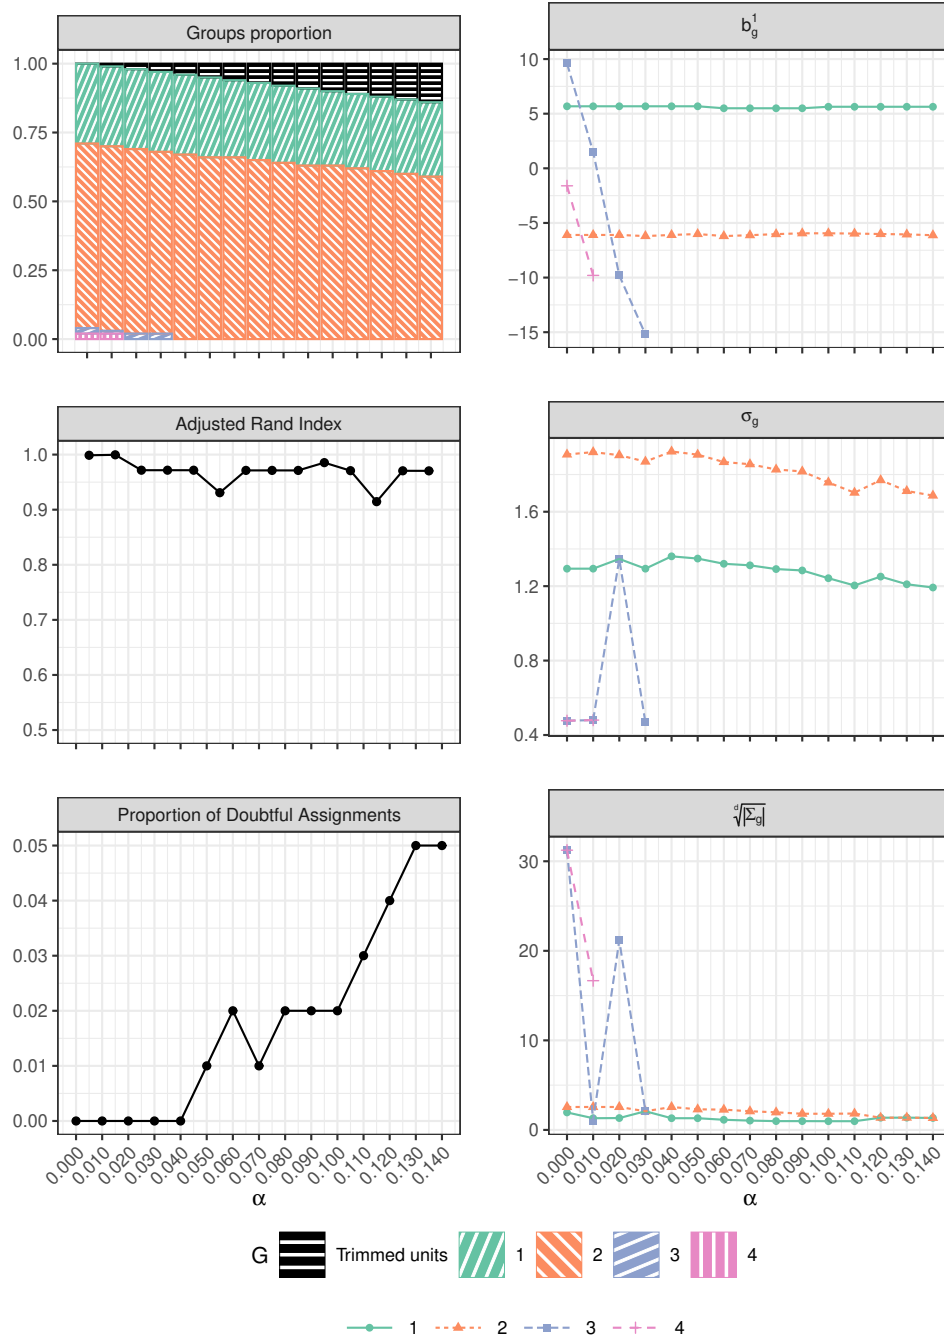 Groups proportion
1.00
0.75
0.50
0.25
0.00
b_g^1
10
5
0
−5
−10
−15
Adjusted Rand Index
1.0
0.9
0.8
0.7
0.6
0.5
σ_g
1.6
1.2
0.8
0.4
Proportion of Doubtful Assignments
0.05
0.04
0.03
0.02
0.01
0.00
0.000 0.010 0.020 0.030 0.040 0.050 0.060 0.070 0.080 0.090 0.100 0.110 0.120 0.130 0.140
α
ᵈ√|Σ_g|
30
20
10
0
0.000 0.010 0.020 0.030 0.040 0.050 0.060 0.070 0.080 0.090 0.100 0.110 0.120 0.130 0.140
α
G Trimmed units 1 2 3 4
1 2 3 4